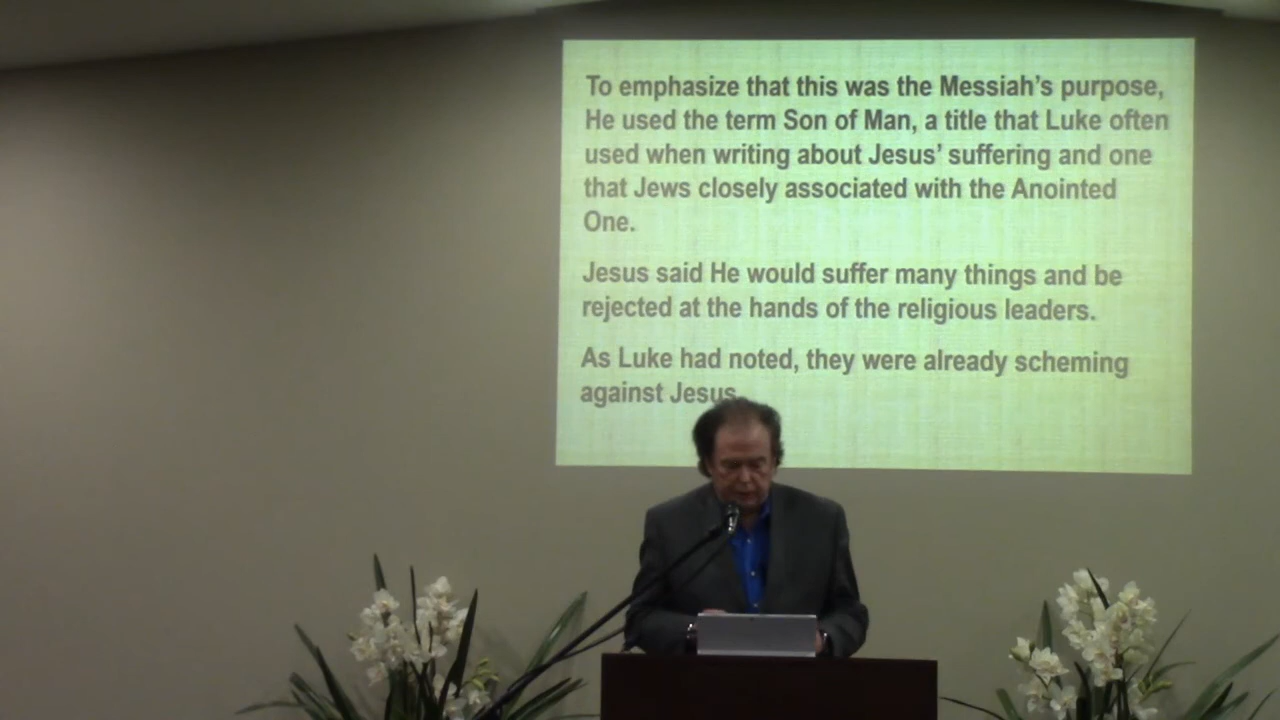 To emphasize that this was the Messiah’s purpose,
He used the term Son of Man, a title that Luke often
used when writing about Jesus’ suffering and one
that Jews closely associated with the Anointed
One.
Jesus said He would suffer many things and be
rejected at the hands of the religious leaders.
As Luke had noted, they were already scheming
against Jesus